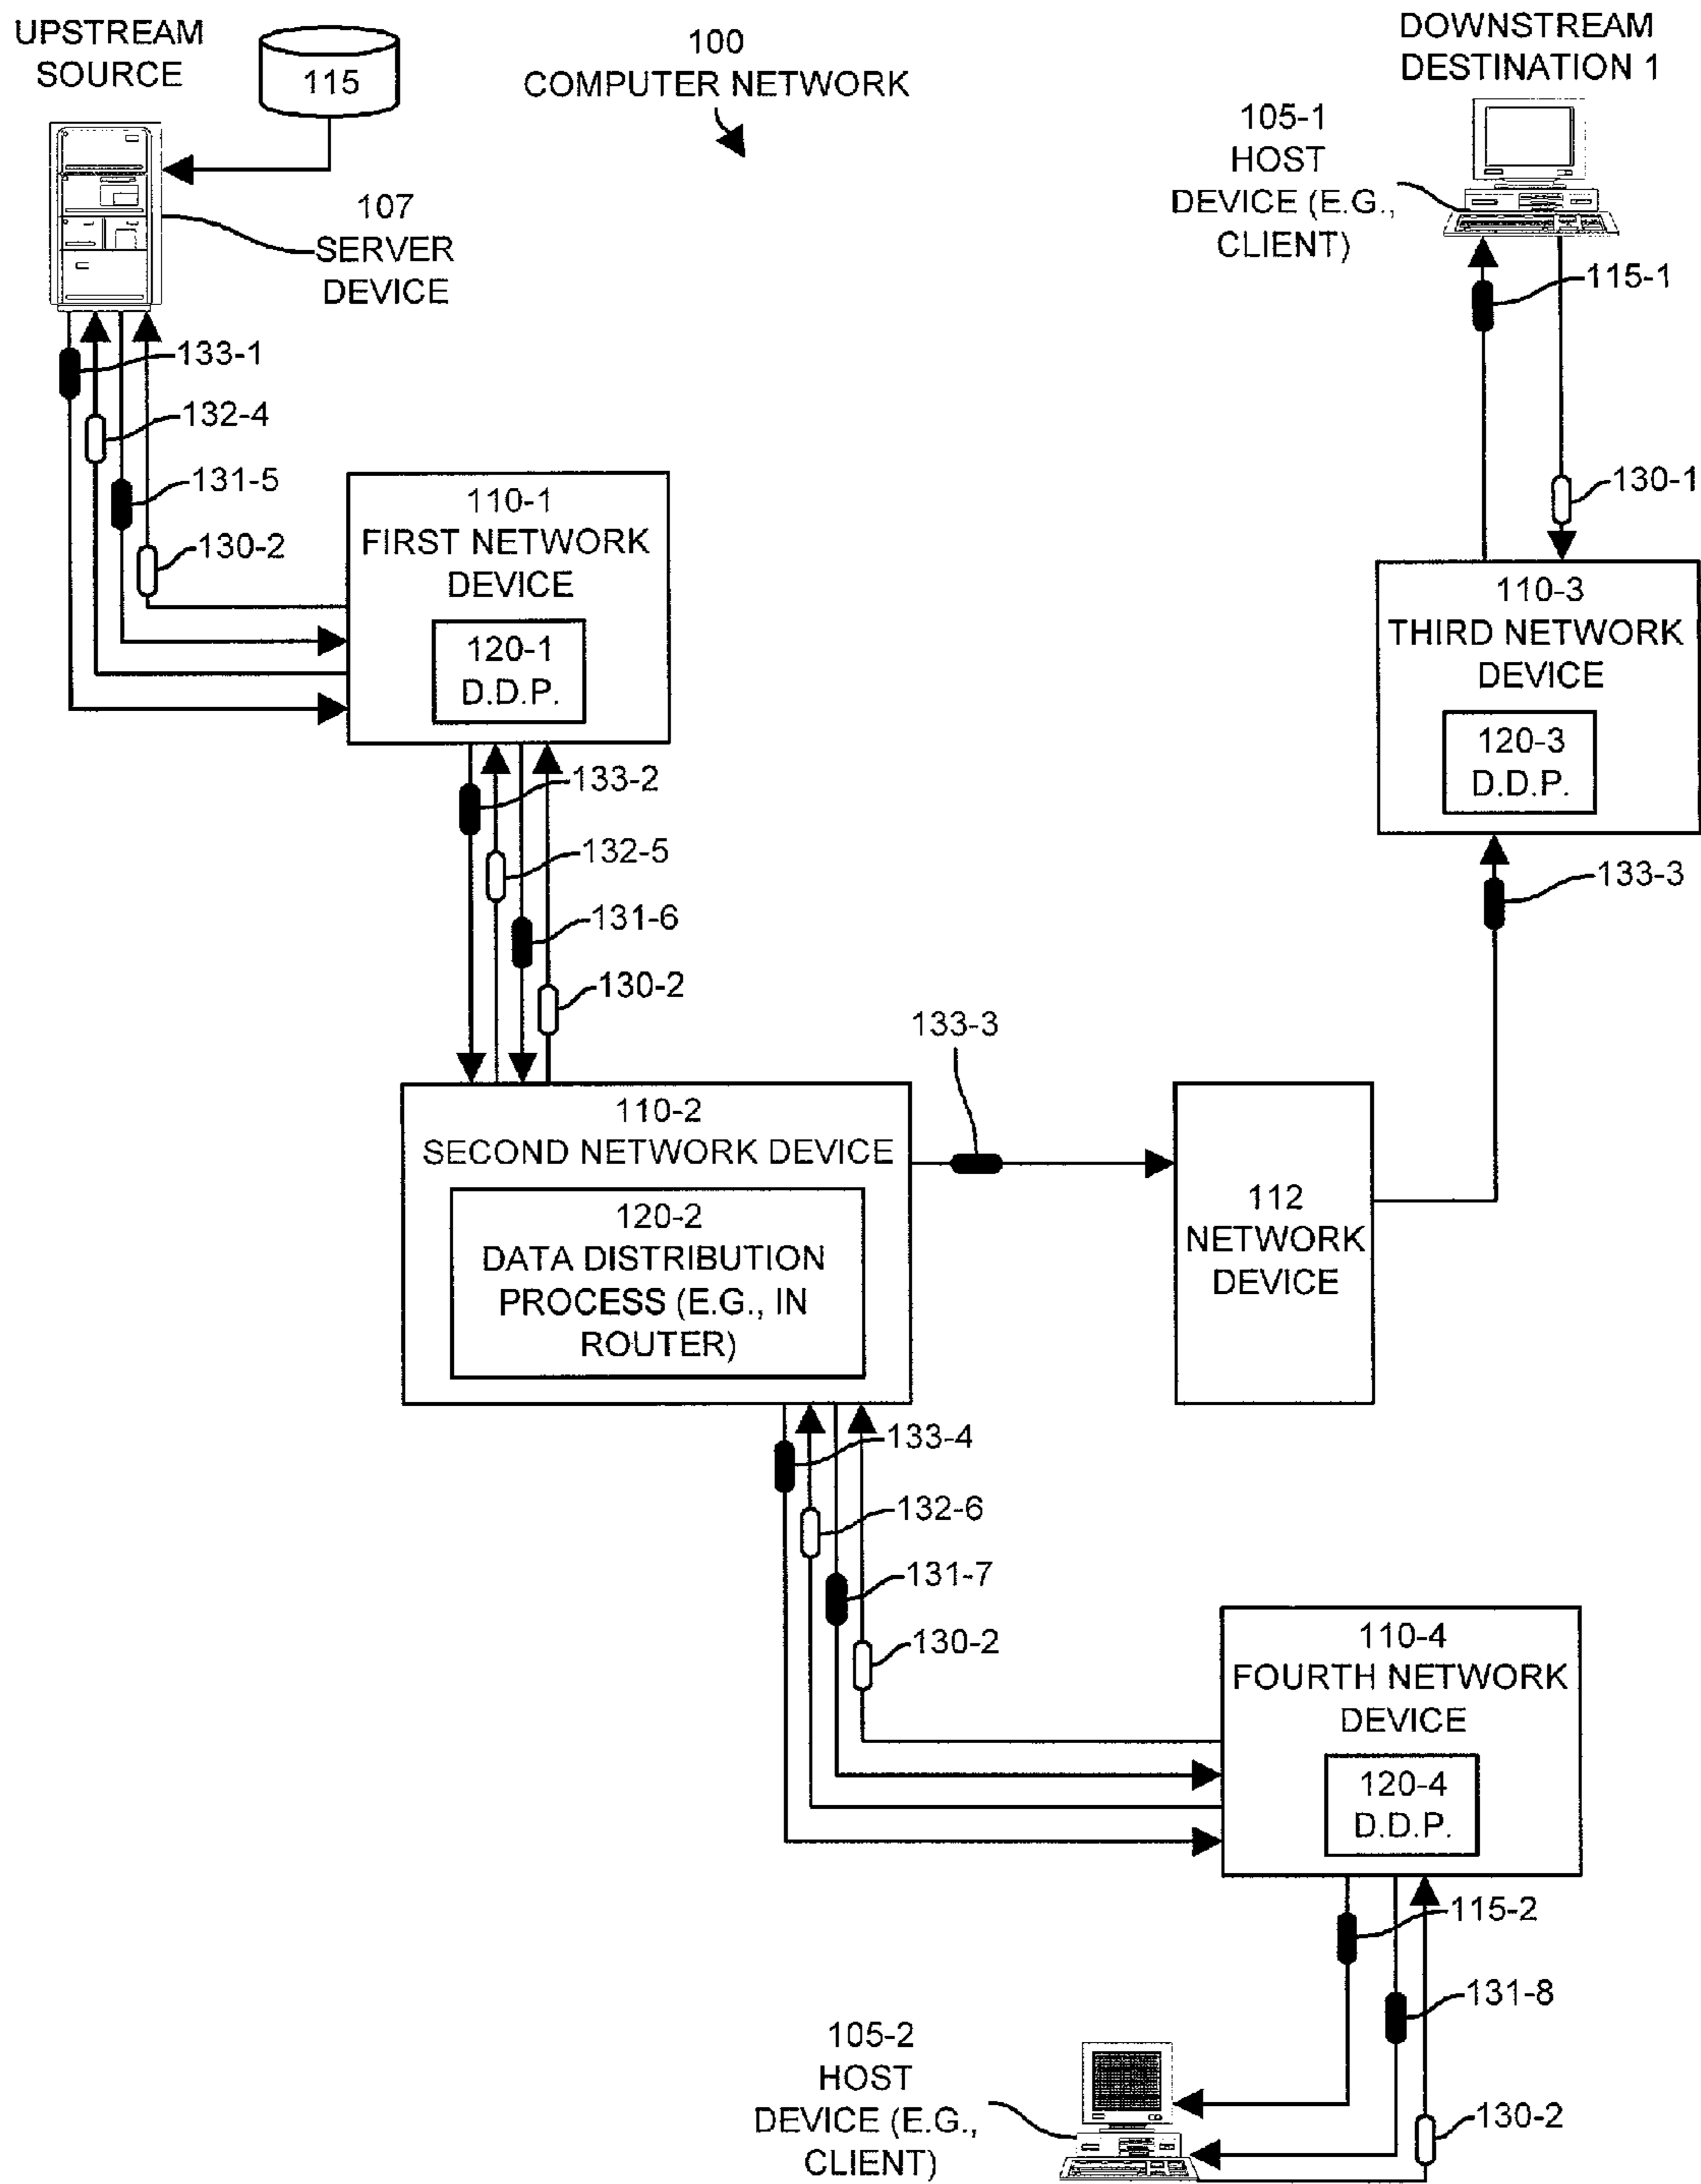 UPSTREAM
SOURCE
115
100
COMPUTER NETWORK
DOWNSTREAM
DESTINATION 1
105-1
HOST
DEVICE (E.G.,
CLIENT)
107
SERVER
DEVICE
115-1
133-1
132-4
131-5
130-2
130-1
110-1
FIRST NETWORK
DEVICE
120-1
D.D.P.
110-3
THIRD NETWORK
DEVICE
120-3
D.D.P.
133-2
132-5
131-6
130-2
133-3
133-3
110-2
SECOND NETWORK DEVICE
120-2
DATA DISTRIBUTION
PROCESS (E.G., IN
ROUTER)
112
NETWORK
DEVICE
133-4
132-6
131-7
130-2
110-4
FOURTH NETWORK
DEVICE
120-4
D.D.P.
115-2
131-8
105-2
HOST
DEVICE (E.G.,
CLIENT)
130-2